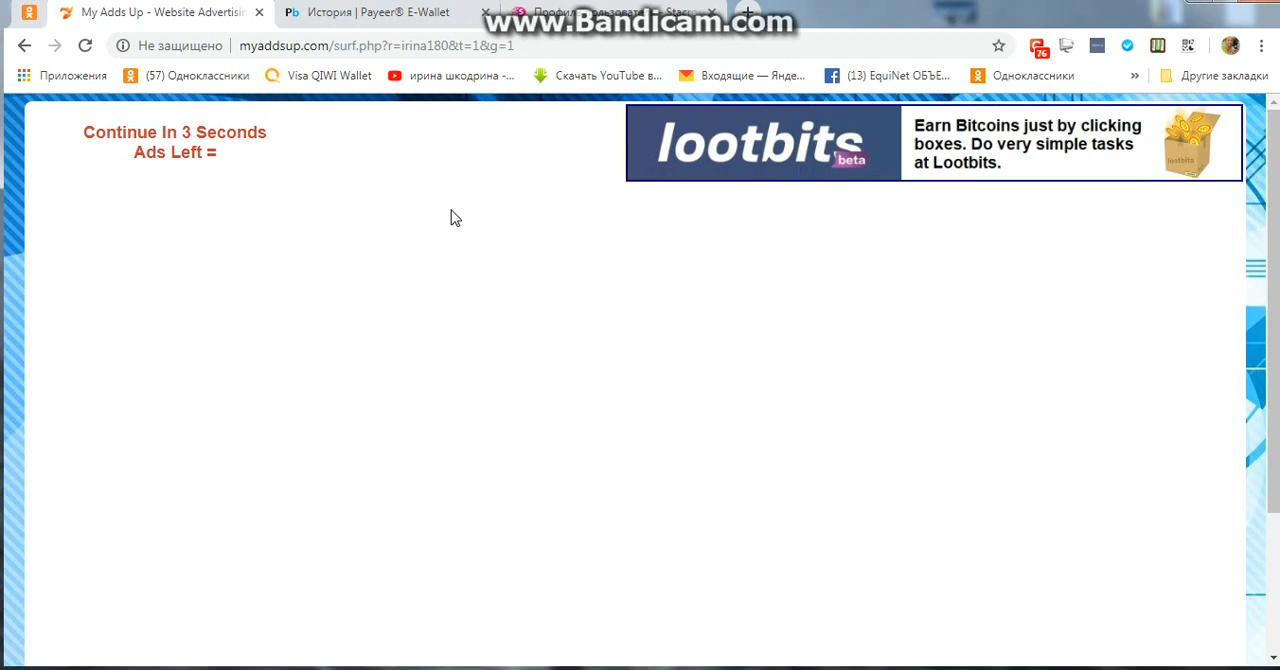 www.Bandicam.com
My Adds Up - Website Advertisin
История | Payeer® E-Wallet
Не защищено
myaddsup.com/surf.php?r=irina180&t=1&g=1
76
Приложения
(57) Одноклассники
Visa QIWI Wallet
ирина шкодрина -...
Скачать YouTube в...
Входящие — Янде...
(13) EquiNet ОБЪЕ...
Одноклассники
»
Другие закладки
Continue In 3 Seconds
Ads Left =
lootbits
beta
Earn Bitcoins just by clicking
boxes. Do very simple tasks
at Lootbits.
lootbits